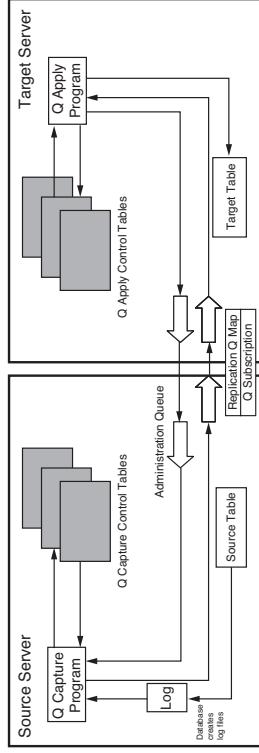 Source Server
Q Capture
Program
Q Capture Control Tables
Log
Database
creates
log files
Source Table
Administration Queue
Replication Q Map
Q Subscription
Target Server
Q Apply
Program
Q Apply Control Tables
Target Table